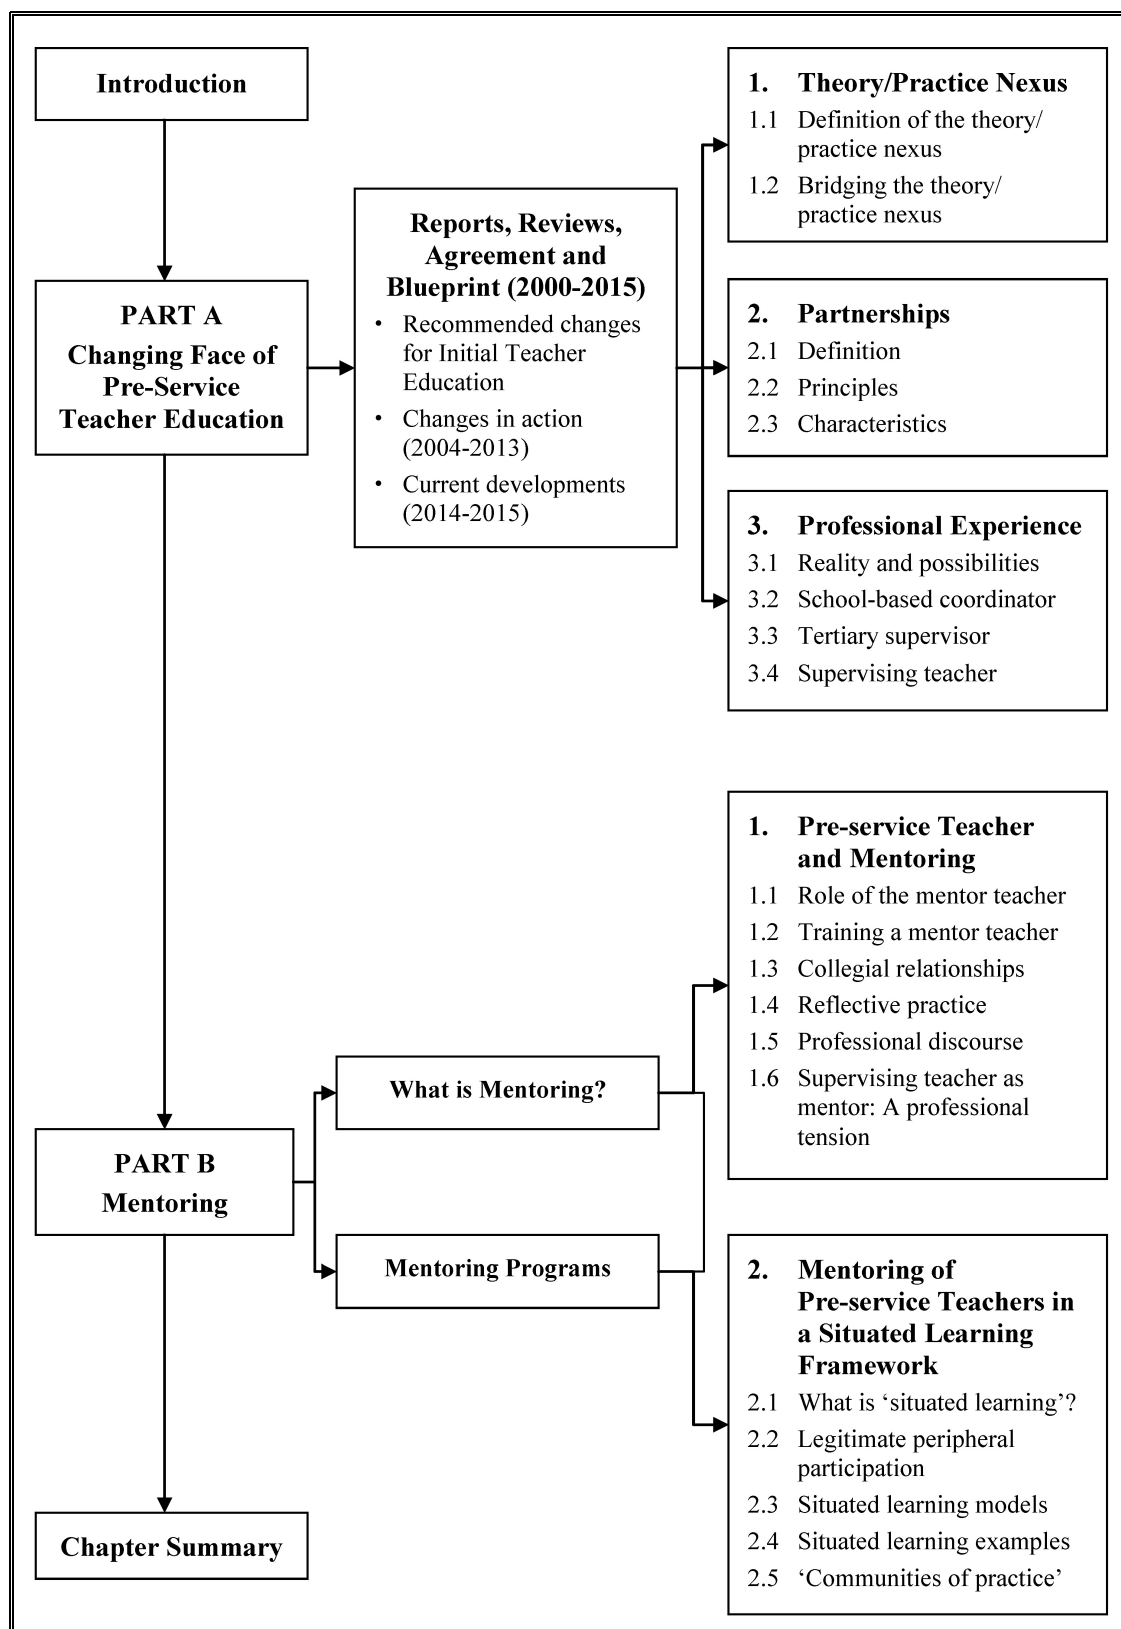 Introduction
PART A
Changing Face of
Pre-Service
Teacher Education
Reports, Reviews,
Agreement and
Blueprint (2000-2015)
• Recommended changes
for Initial Teacher
Education
• Changes in action
(2004-2013)
• Current developments
(2014-2015)
1. Theory/Practice Nexus
1.1 Definition of the theory/
practice nexus
1.2 Bridging the theory/
practice nexus
2. Partnerships
2.1 Definition
2.2 Principles
2.3 Characteristics
3. Professional Experience
3.1 Reality and possibilities
3.2 School-based coordinator
3.3 Tertiary supervisor
3.4 Supervising teacher
PART B
Mentoring
What is Mentoring?
Mentoring Programs
1. Pre-service Teacher
and Mentoring
1.1 Role of the mentor teacher
1.2 Training a mentor teacher
1.3 Collegial relationships
1.4 Reflective practice
1.5 Professional discourse
1.6 Supervising teacher as
mentor: A professional
tension
2. Mentoring of
Pre-service Teachers in
a Situated Learning
Framework
2.1 What is ‘situated learning’?
2.2 Legitimate peripheral
participation
2.3 Situated learning models
2.4 Situated learning examples
2.5 ‘Communities of practice’
Chapter Summary